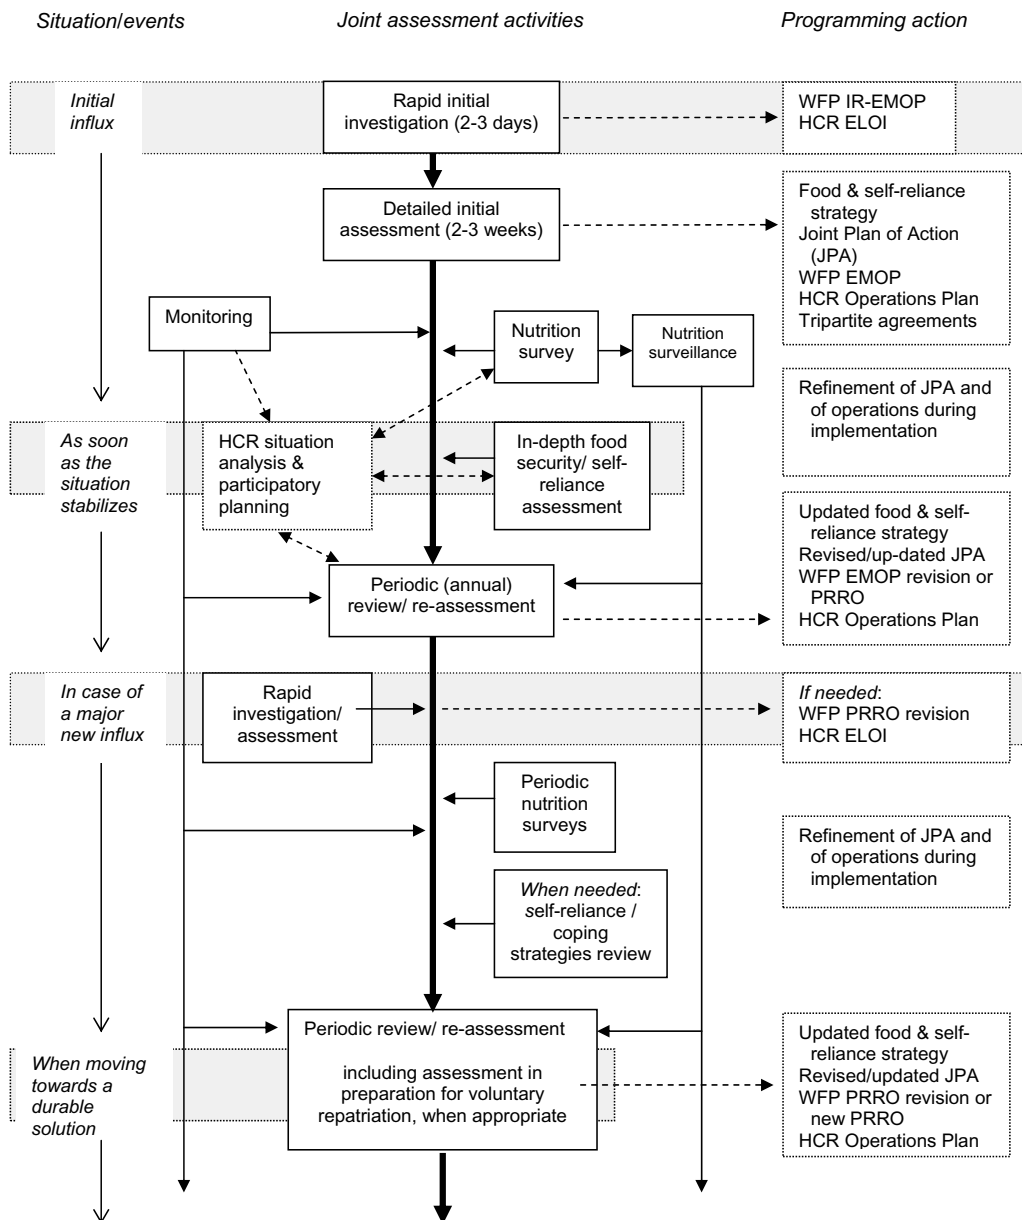 Situation/events
Joint assessment activities
Programming action
Initial
influx
Rapid initial
investigation (2-3 days)
WFP IR-EMOP
HCR ELOI
Detailed initial
assessment (2-3 weeks)
Food & self-reliance
strategy
Joint Plan of Action
(JPA)
WFP EMOP
HCR Operations Plan
Tripartite agreements
Monitoring
Nutrition
survey
Nutrition
surveillance
Refinement of JPA and
of operations during
implementation
As soon
as the
situation
stabilizes
HCR situation
analysis &
participatory
planning
In-depth food
security/ self-
reliance
assessment
Updated food & self-
reliance strategy
Revised/up-dated JPA
WFP EMOP revision or
PRRO
HCR Operations Plan
Periodic (annual)
review/ re-assessment
In case of
a major
new influx
Rapid
investigation/
assessment
If needed:
WFP PRRO revision
HCR ELOI
Periodic
nutrition
surveys
Refinement of JPA and
of operations during
implementation
When needed:
self-reliance /
coping
strategies review
Periodic review/ re-assessment
including assessment in
preparation for voluntary
repatriation, when appropriate
When moving
towards a
durable
solution
Updated food & self-
reliance strategy
Revised/updated JPA
WFP PRRO revision or
new PRRO
HCR Operations Plan